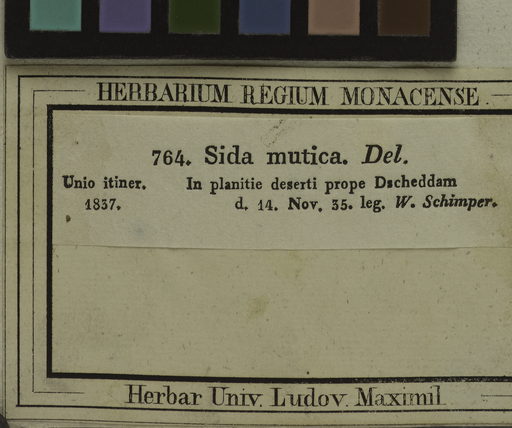 HERBARIUM REGIUM MONACENSE
764. Sida mutica. Del.
Unio itiner. In planitie deserti prope Dscheddam
1837. d. 14. Nov. 35. leg. W. Schimper.
Herbar Univ. Ludov. Maximil.